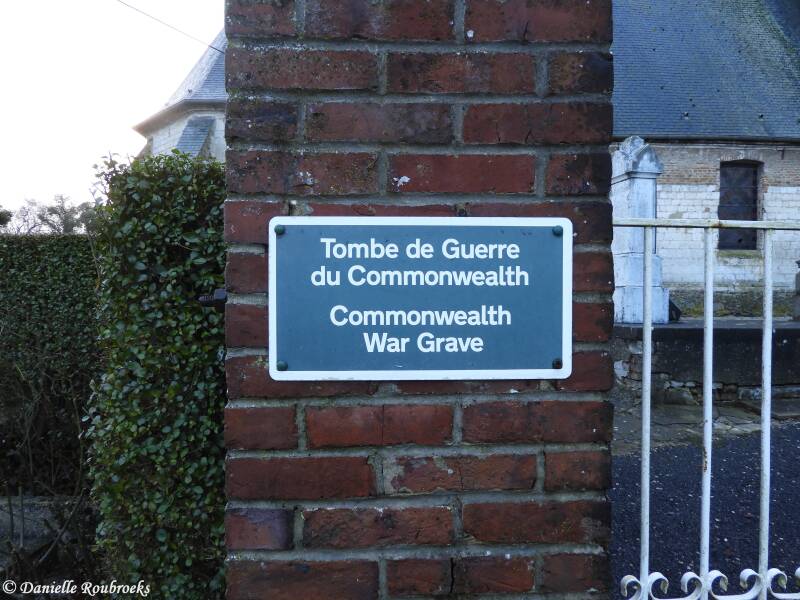 Tombe de Guerre
du Commonwealth
Commonwealth
War Grave
© Danielle Roubroeks